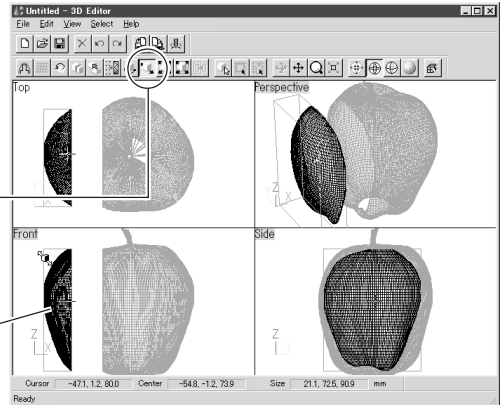 Untitled - 3D Editor
File Edit View Select Help
Top
Perspective
Y
X
Z
X
Front
Side
Z
X
Z
Y
Cursor -47.1, 1.2, 80.0 Center -54.8, -1.2, 73.9 Size 21.1, 72.5, 90.9 mm
Ready